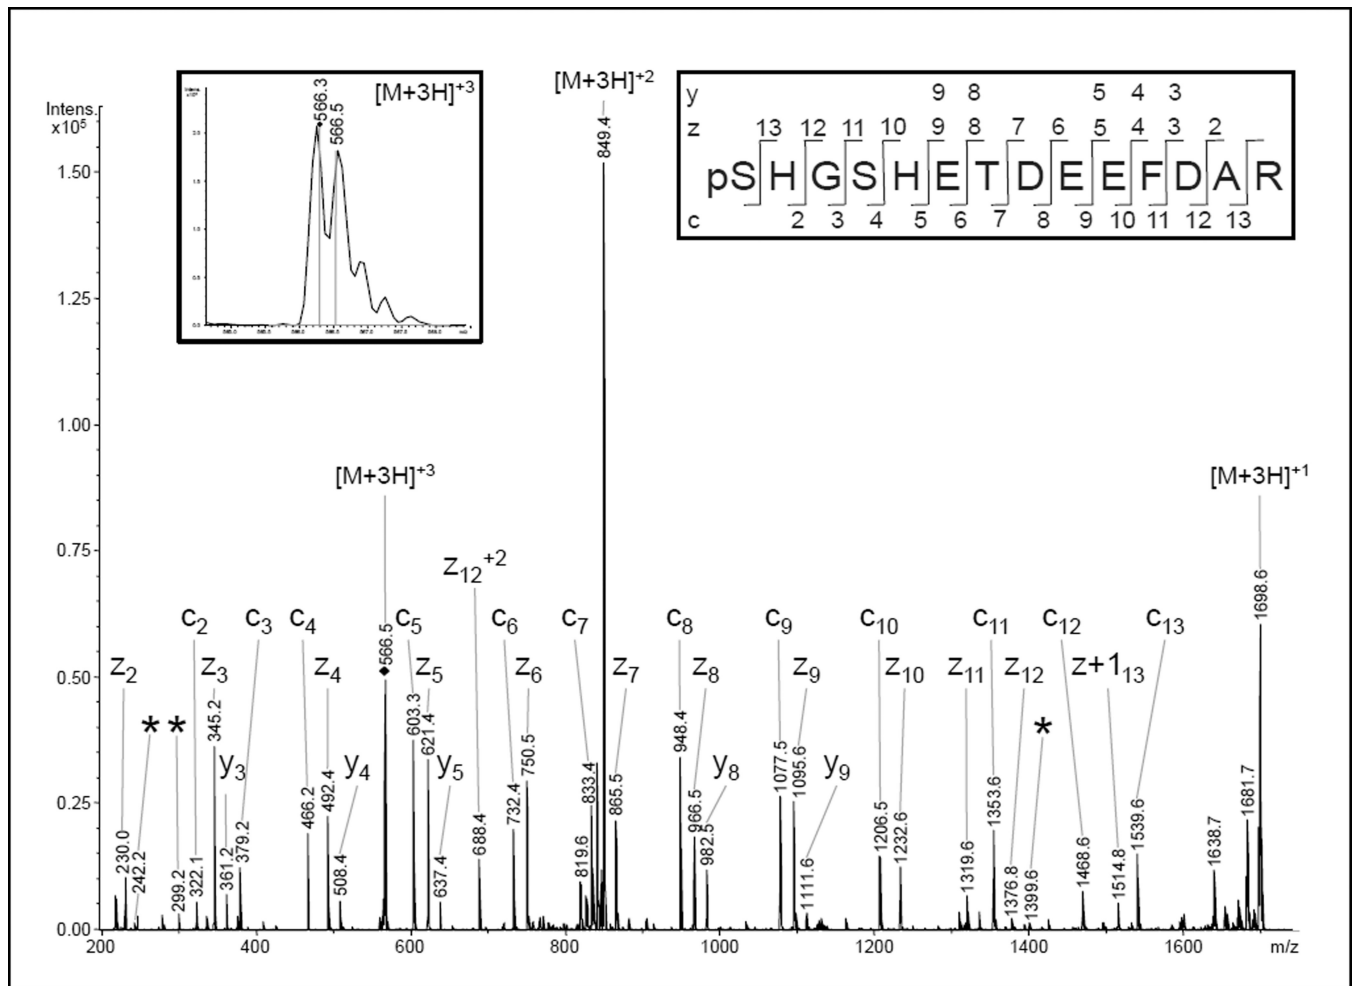 [M+3H]+2
Intens.
x10⁵
[M+3H]+3
566.3
566.5
y 9 8 5 4 3
z 13 12 11 10 9 8 7 6 5 4 3 2
pSHGSHETDEEFDAR
c 2 3 4 5 6 7 8 9 10 11 12 13
849.4
1.50
1.25
1.00
0.75
0.50
0.25
0.00
[M+3H]+3
[M+3H]+1
z12+2
c2 c3 c4 c5 c6 c7 c8 c9 c10 c11 c12 c13
z2 z3 z4 z5 z6 z7 z8 z9 z10 z11 z12 z+1 13
* * *
y3 y4 y5 y8 y9
230.0 242.2 299.2 322.1 345.2 361.2 379.2 466.2 492.4 508.4 566.5 603.3 621.4 637.4 688.4 732.4 750.5 819.6 833.4 865.5 948.4 966.5 982.5 1077.5 1095.6 1111.6 1206.5 1232.6 1319.6 1353.6 1376.8 1399.6 1468.6 1514.8 1539.6 1638.7 1681.7 1698.6
200 400 600 800 1000 1200 1400 1600 m/z